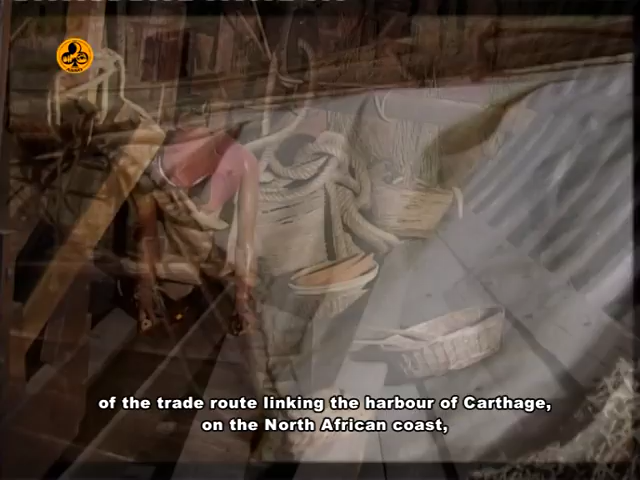 of the trade route linking the harbour of Carthage,
on the North African coast,